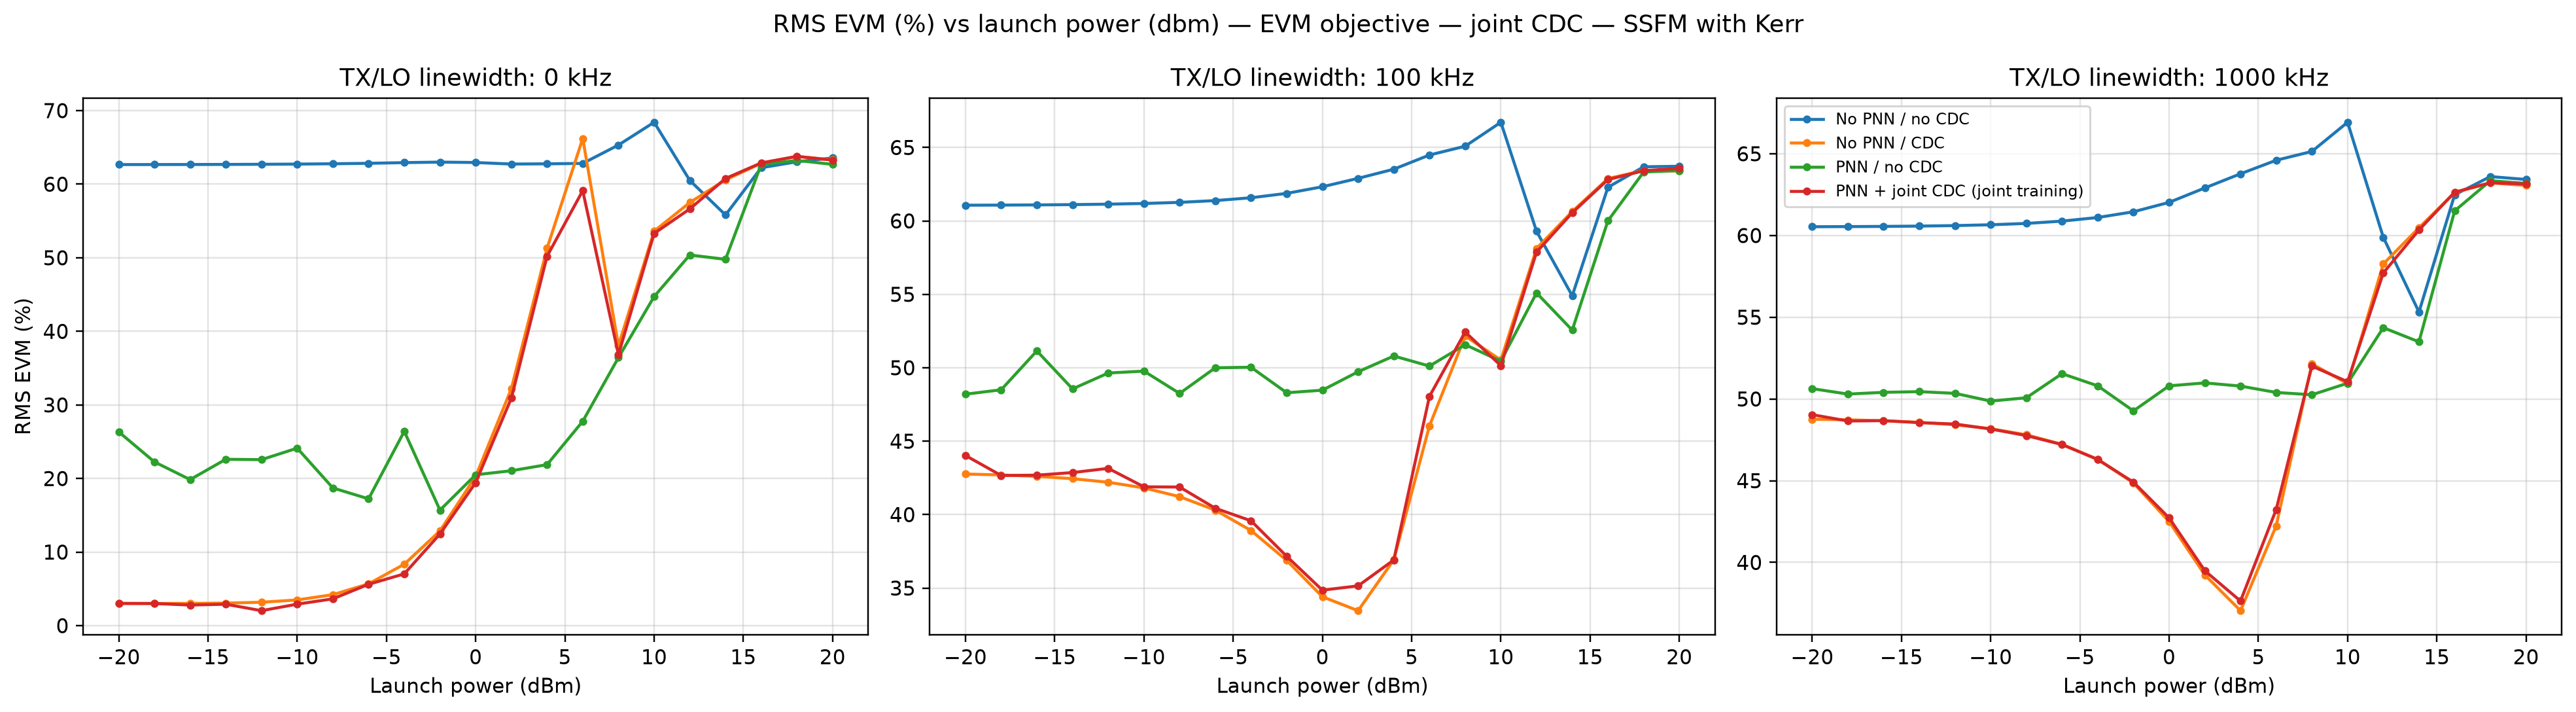 RMS EVM (%) vs launch power (dbm) — EVM objective — joint CDC — SSFM with Kerr
TX/LO linewidth: 0 kHz
RMS EVM (%)
70
60
50
40
30
20
10
0
−20 −15 −10 −5 0 5 10 15 20
Launch power (dBm)
TX/LO linewidth: 100 kHz
65
60
55
50
45
40
35
−20 −15 −10 −5 0 5 10 15 20
Launch power (dBm)
TX/LO linewidth: 1000 kHz
No PNN / no CDC
No PNN / CDC
PNN / no CDC
PNN + joint CDC (joint training)
65
60
55
50
45
40
−20 −15 −10 −5 0 5 10 15 20
Launch power (dBm)